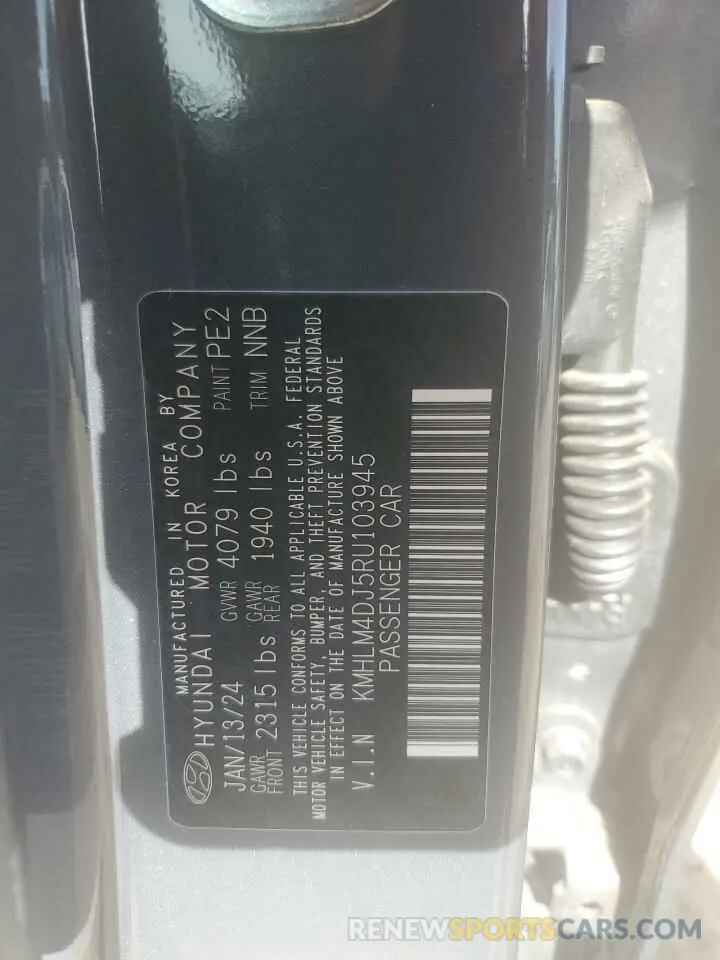 MANUFACTURED IN KOREA BY
HYUNDAI MOTOR COMPANY
JAN/13/24 GVWR 4079 lbs PAINT PE2
GAWR FRONT 2315 lbs GAWR REAR 1940 lbs TRIM NNB
THIS VEHICLE CONFORMS TO ALL APPLICABLE U.S.A. FEDERAL
MOTOR VEHICLE SAFETY, BUMPER, AND THEFT PREVENTION STANDARDS
IN EFFECT ON THE DATE OF MANUFACTURE SHOWN ABOVE
V.I.N KMHLM4DJ5RU103945
PASSENGER CAR
RENEWSPORTSCARS.COM